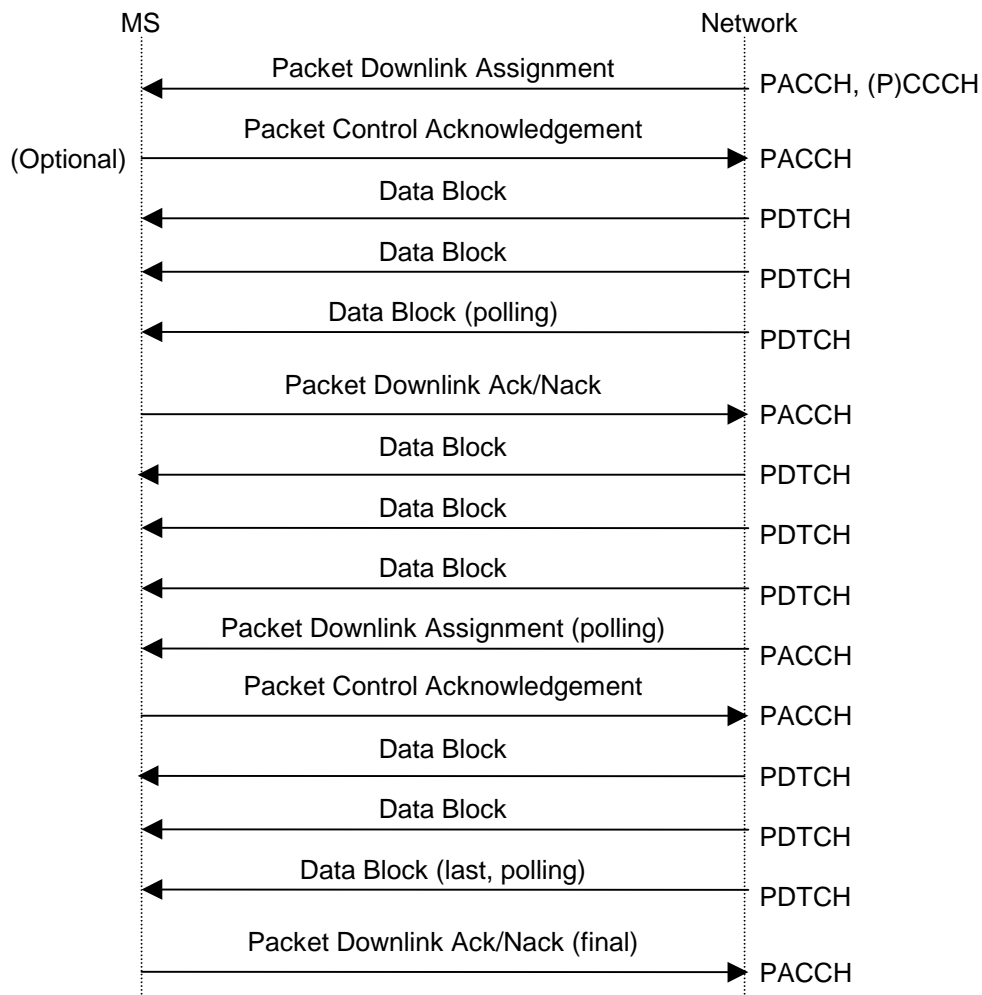 MS Network
Packet Downlink Assignment PACCH, (P)CCCH
(Optional) Packet Control Acknowledgement PACCH
Data Block PDTCH
Data Block PDTCH
Data Block (polling) PDTCH
Packet Downlink Ack/Nack PACCH
Data Block PDTCH
Data Block PDTCH
Data Block PDTCH
Packet Downlink Assignment (polling) PACCH
Packet Control Acknowledgement PACCH
Data Block PDTCH
Data Block PDTCH
Data Block (last, polling) PDTCH
Packet Downlink Ack/Nack (final) PACCH